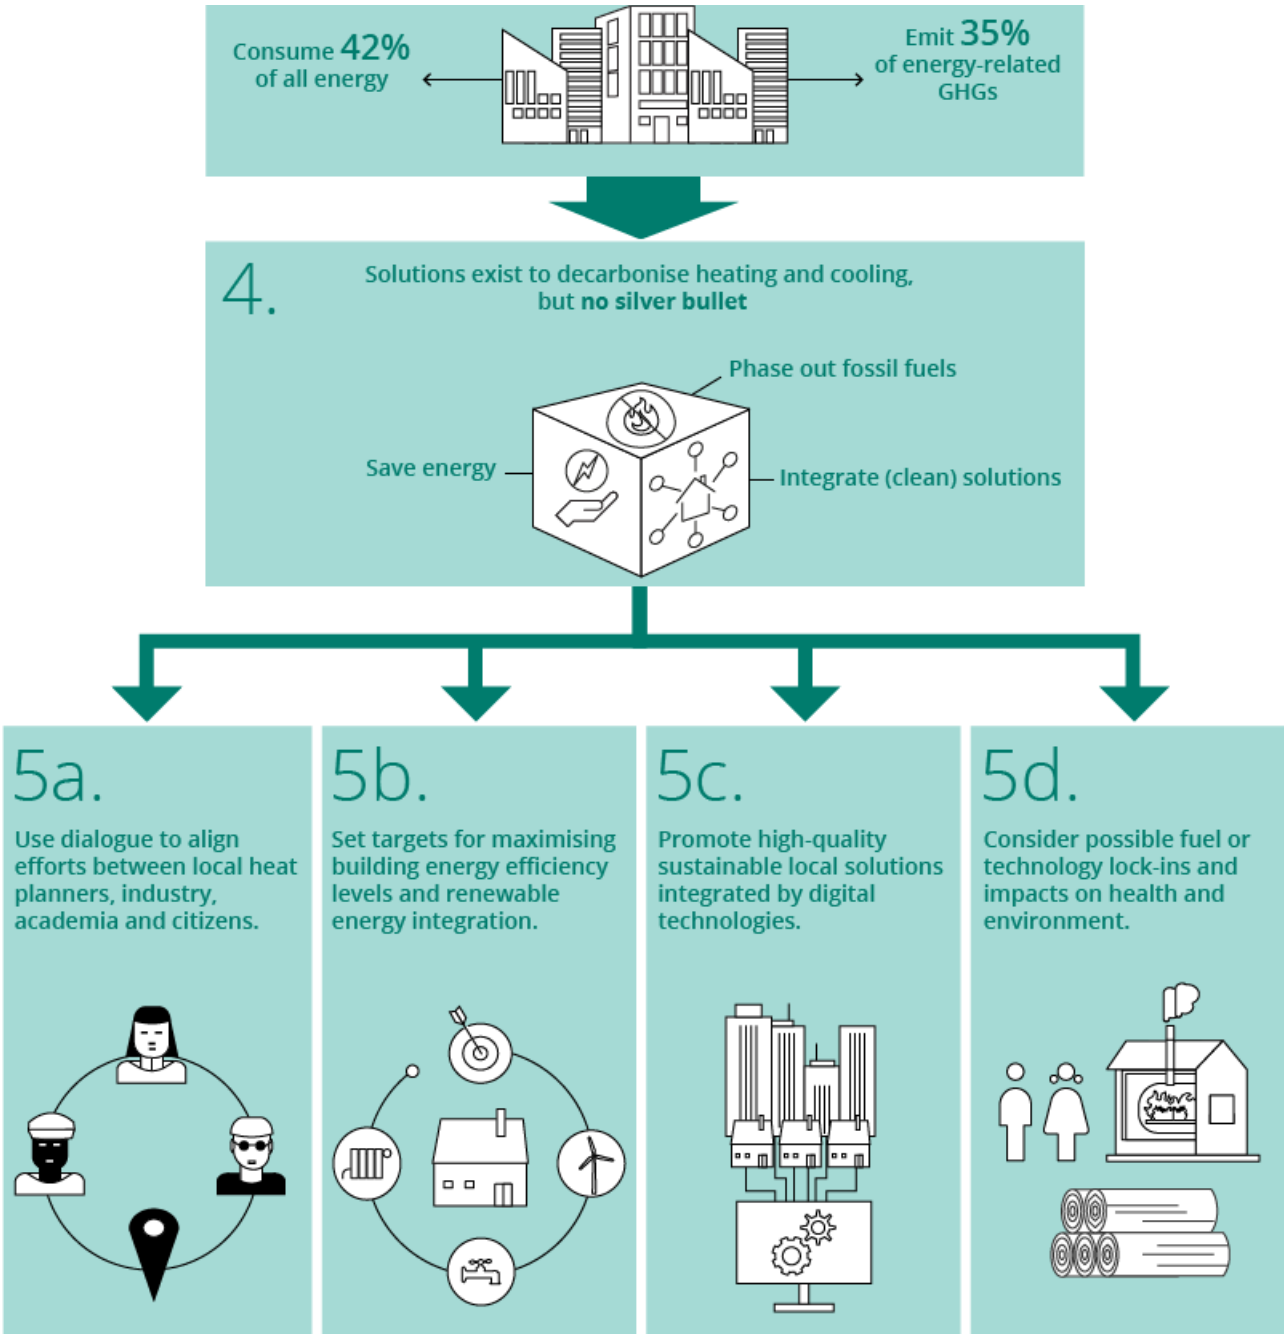 Consume 42%
of all energy
Emit 35%
of energy-related
GHGs
4.
Solutions exist to decarbonise heating and cooling,
but no silver bullet
Phase out fossil fuels
Save energy
Integrate (clean) solutions
5a.
Use dialogue to align
efforts between local heat
planners, industry,
academia and citizens.
5b.
Set targets for maximising
building energy efficiency
levels and renewable
energy integration.
5c.
Promote high-quality
sustainable local solutions
integrated by digital
technologies.
5d.
Consider possible fuel or
technology lock-ins and
impacts on health and
environment.